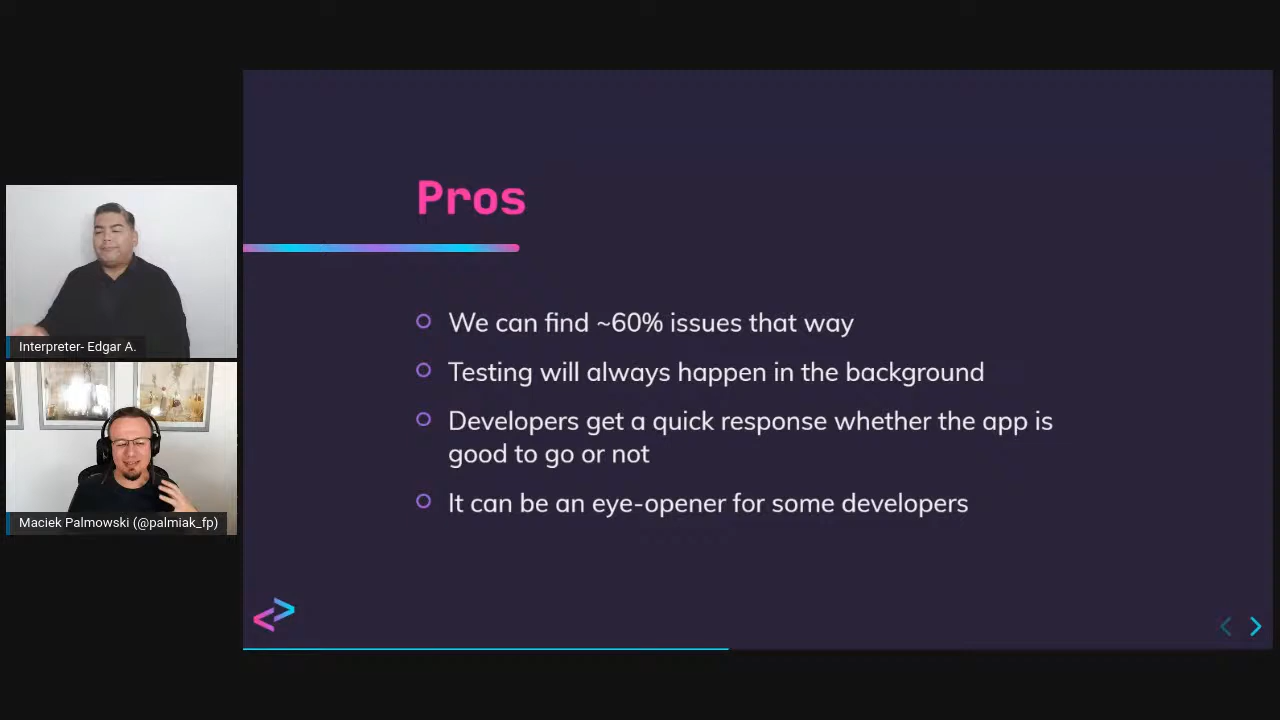 Pros
We can find ~60% issues that way
Testing will always happen in the background
Developers get a quick response whether the app is
good to go or not
It can be an eye-opener for some developers
Interpreter- Edgar A.
Maciek Palmowski (@palmiak_fp)